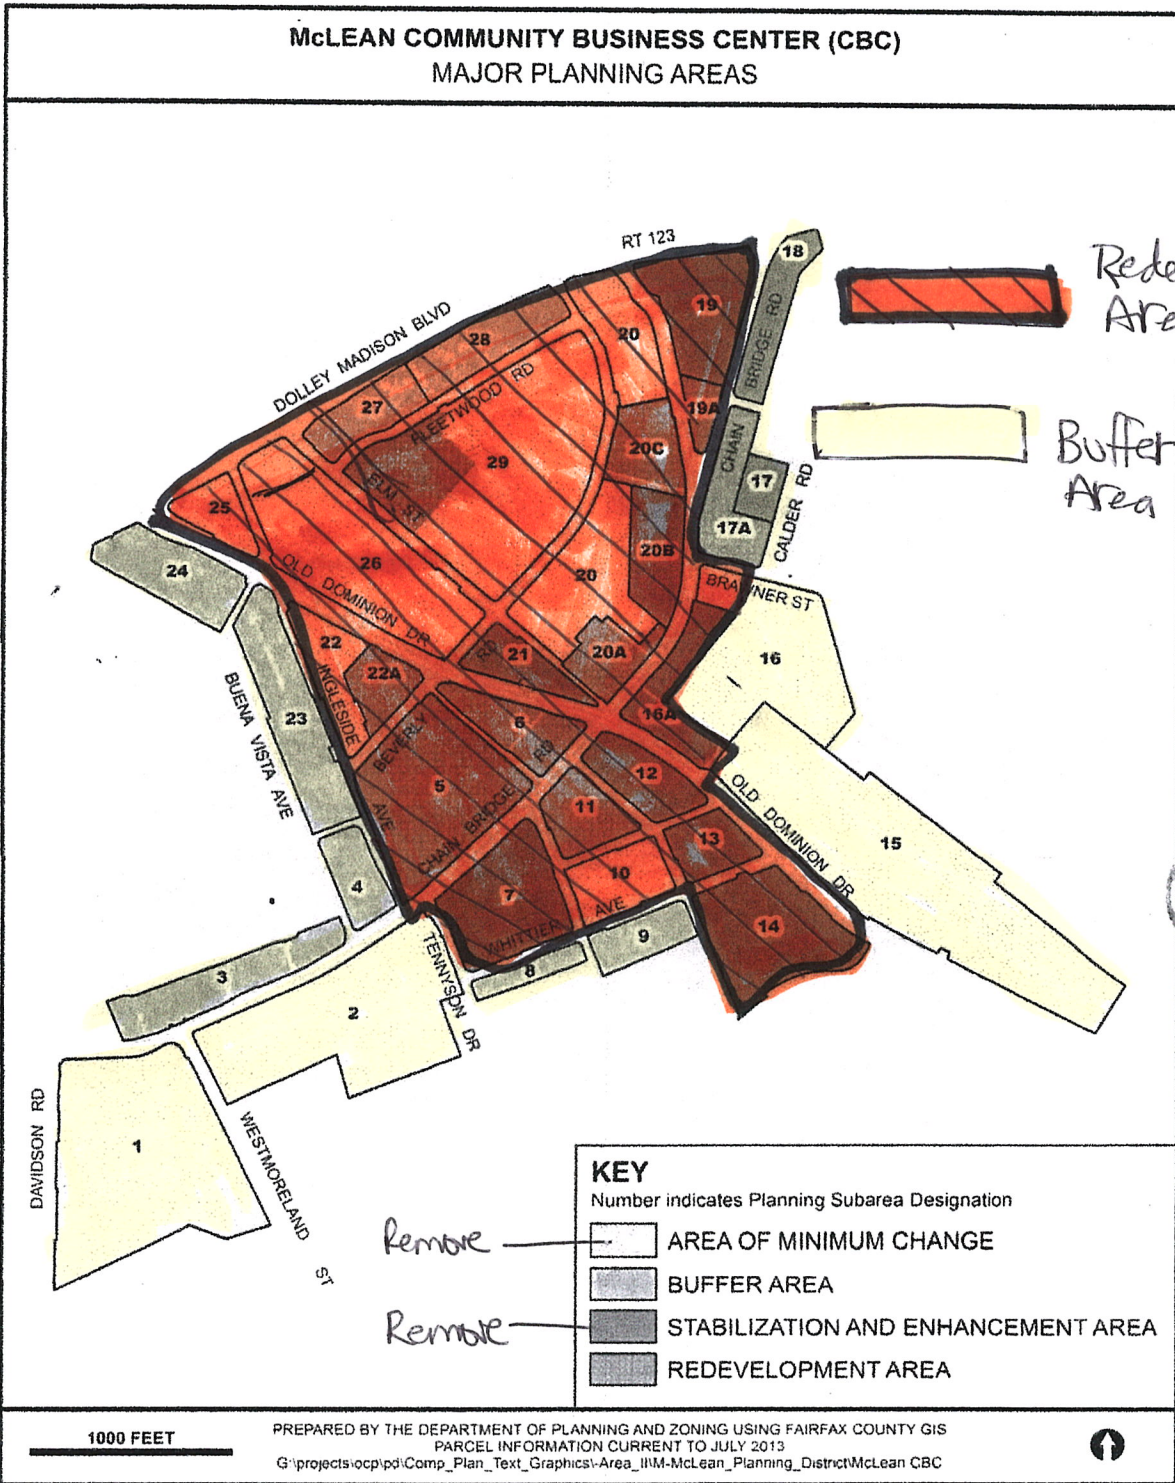 McLEAN COMMUNITY BUSINESS CENTER (CBC)
MAJOR PLANNING AREAS
RT 123
18
Rede
Are
DOLLEY MADISON BLVD
28
20
19
BRIDGE RD
27
FLEETWOOD RD
19A
CHAIN
20C
29
ELM ST
17
Buffer
Area
25
17A
CALDER RD
20B
24
26
OLD DOMINION DR
20
BRAWNER ST
22
21
20A
16
22A
RD
INGLESIDE
BUENA VISTA AVE
23
BEVERLY
6
16A
RD
12
5
OLD DOMINION DR
AVE
CHAIN BRIDGE
11
13
15
4
10
7
AVE
14
WHITTIER
9
TENNYSON DR
8
3
2
DAVIDSON RD
1
WESTMORELAND ST
KEY
Number indicates Planning Subarea Designation
Remove
AREA OF MINIMUM CHANGE
BUFFER AREA
Remove
STABILIZATION AND ENHANCEMENT AREA
REDEVELOPMENT AREA
1000 FEET
PREPARED BY THE DEPARTMENT OF PLANNING AND ZONING USING FAIRFAX COUNTY GIS
PARCEL INFORMATION CURRENT TO JULY 2013
G:\projects\ocp\pd\Comp_Plan_Text_Graphics\-Area_II\M-McLean_Planning_District\McLean CBC